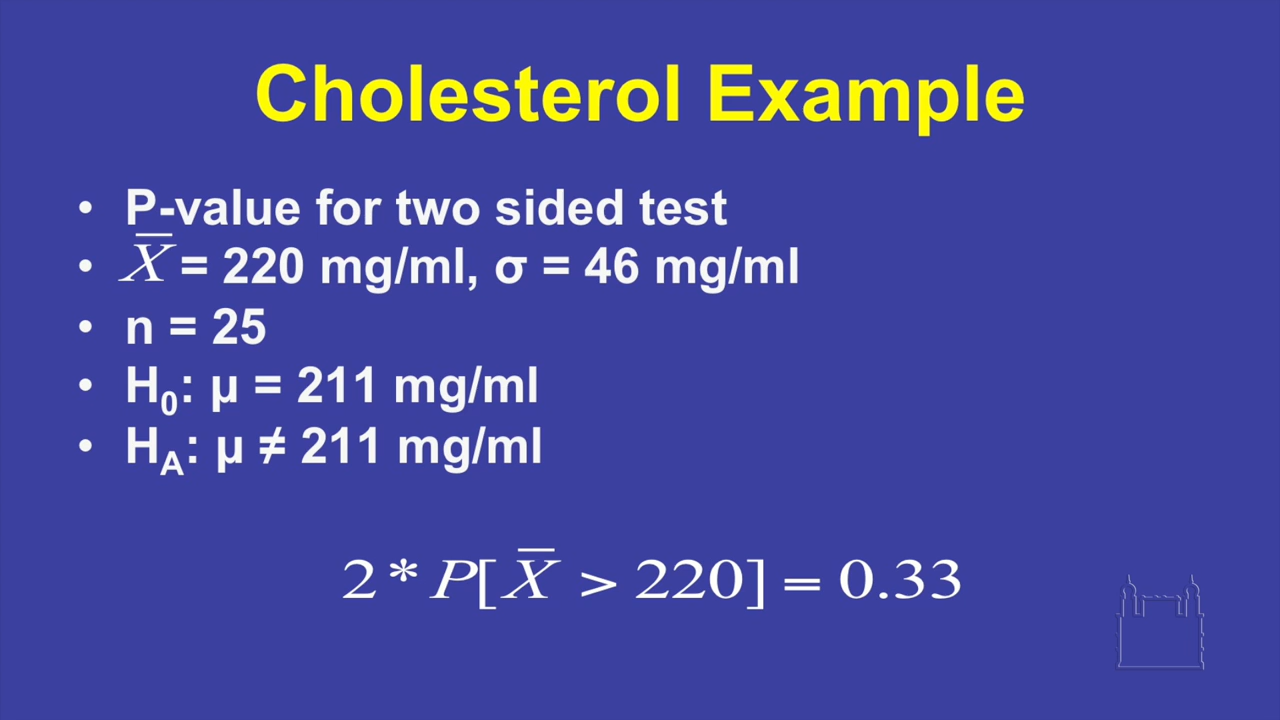 Cholesterol Example
• P-value for two sided test
• X̅ = 220 mg/ml, σ = 46 mg/ml
• n = 25
• H₀: μ = 211 mg/ml
• Hₐ: μ ≠ 211 mg/ml
2 * P[X̅ > 220] = 0.33